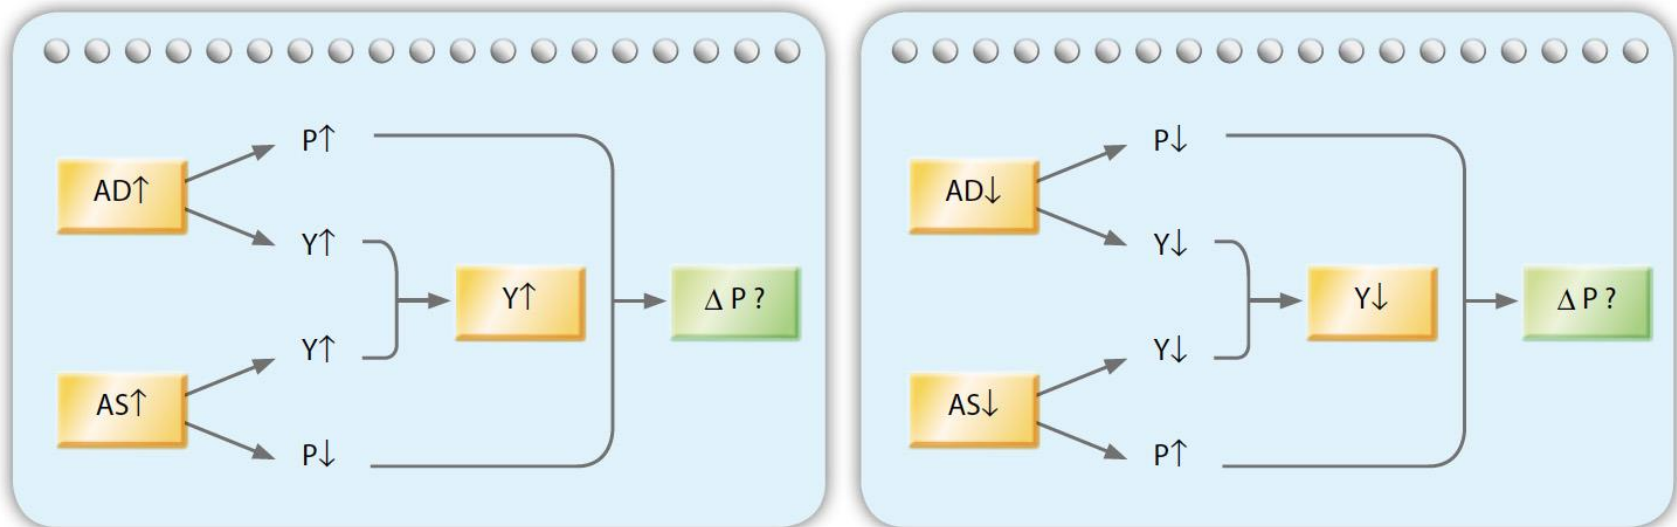 P↑
AD↑
Y↑
Y↑
ΔP?
Y↑
AS↑
P↓
P↓
AD↓
Y↓
Y↓
ΔP?
Y↓
AS↓
P↑